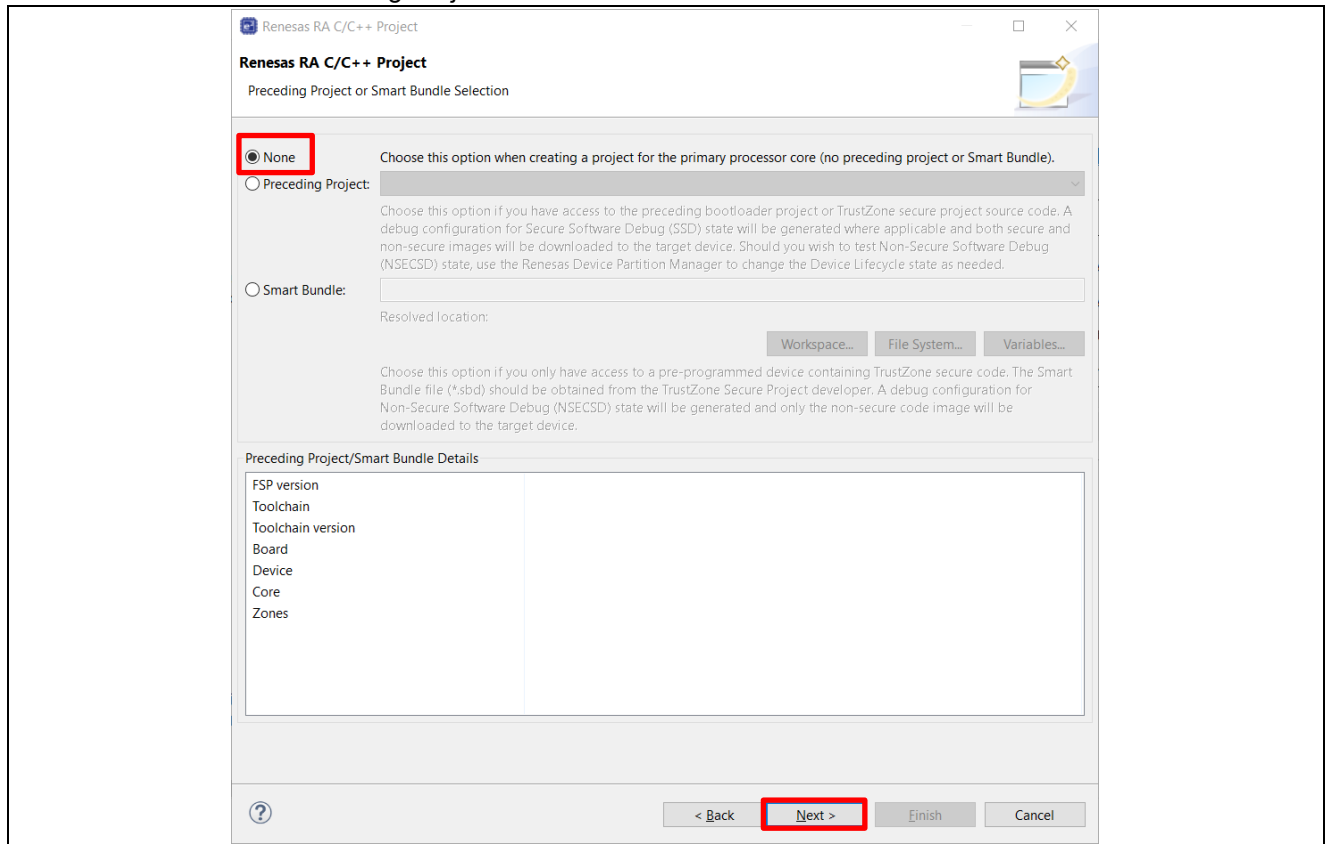 Renesas RA C/C++ Project
Renesas RA C/C++ Project
Preceding Project or Smart Bundle Selection
None
Choose this option when creating a project for the primary processor core (no preceding project or Smart Bundle).
Preceding Project:
Choose this option if you have access to the preceding bootloader project or TrustZone secure project source code. A
debug configuration for Secure Software Debug (SSD) state will be generated where applicable and both secure and
non-secure images will be downloaded to the target device. Should you wish to test Non-Secure Software Debug
(NSECSD) state, use the Renesas Device Partition Manager to change the Device Lifecycle state as needed.
Smart Bundle:
Resolved location:
Workspace... File System... Variables...
Choose this option if you only have access to a pre-programmed device containing TrustZone secure code. The Smart
Bundle file (*.sbd) should be obtained from the TrustZone Secure Project developer. A debug configuration for
Non-Secure Software Debug (NSECSD) state will be generated and only the non-secure code image will be
downloaded to the target device.
Preceding Project/Smart Bundle Details
FSP version
Toolchain
Toolchain version
Board
Device
Core
Zones
? < Back Next > Finish Cancel